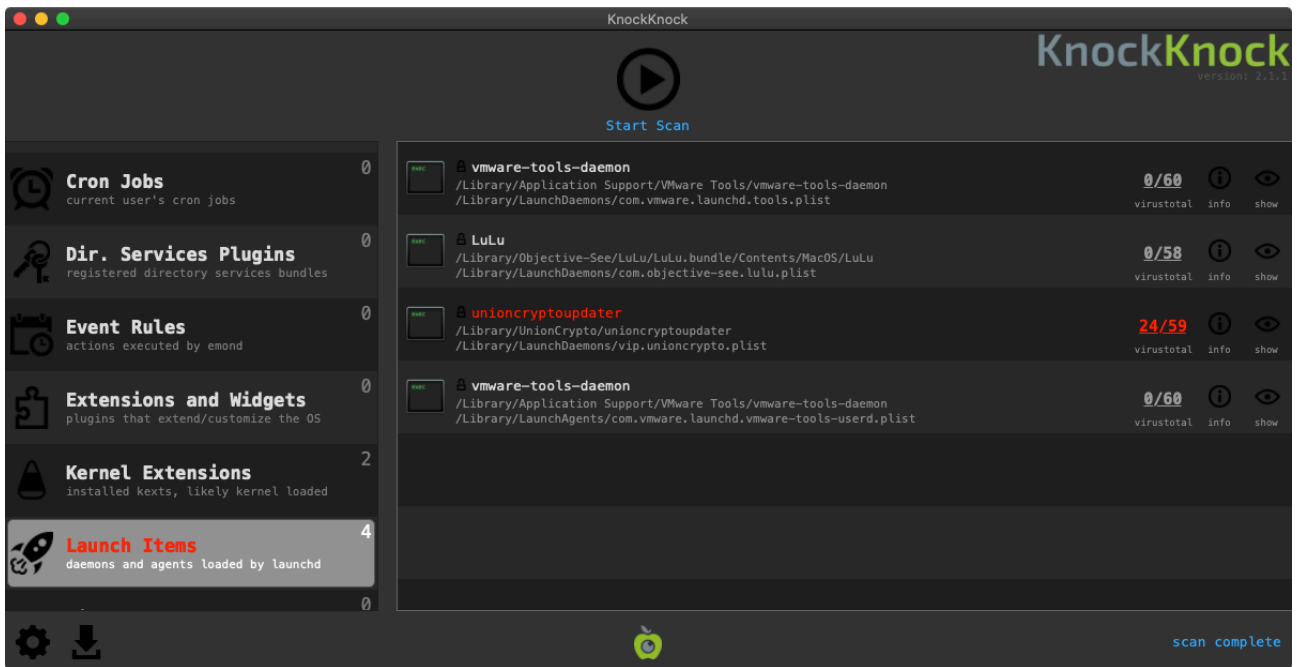 KnockKnock
KnockKnock
version: 2.1.1
Start Scan
Cron Jobs
0
current user's cron jobs
Dir. Services Plugins
0
registered directory services bundles
Event Rules
0
actions executed by emond
Extensions and Widgets
0
plugins that extend/customize the OS
Kernel Extensions
2
installed kexts, likely kernel loaded
Launch Items
4
daemons and agents loaded by launchd
0
vmware-tools-daemon
/Library/Application Support/VMware Tools/vmware-tools-daemon
/Library/LaunchDaemons/com.vmware.launchd.tools.plist
0/60
virustotal info show
LuLu
/Library/Objective-See/LuLu/LuLu.bundle/Contents/MacOS/LuLu
/Library/LaunchDaemons/com.objective-see.lulu.plist
0/58
virustotal info show
unioncryptoupdater
/Library/UnionCrypto/unioncryptoupdater
/Library/LaunchDaemons/vip.unioncrypto.plist
24/59
virustotal info show
vmware-tools-daemon
/Library/Application Support/VMware Tools/vmware-tools-daemon
/Library/LaunchAgents/com.vmware.launchd.vmware-tools-userd.plist
0/60
virustotal info show
scan complete